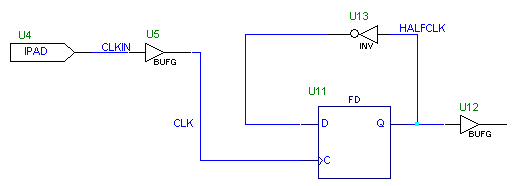 U4
IPAD
CLKIN
U5
BUFG
CLK
U13
INV
HALFCLK
U11
FD
D
Q
C
U12
BUFG